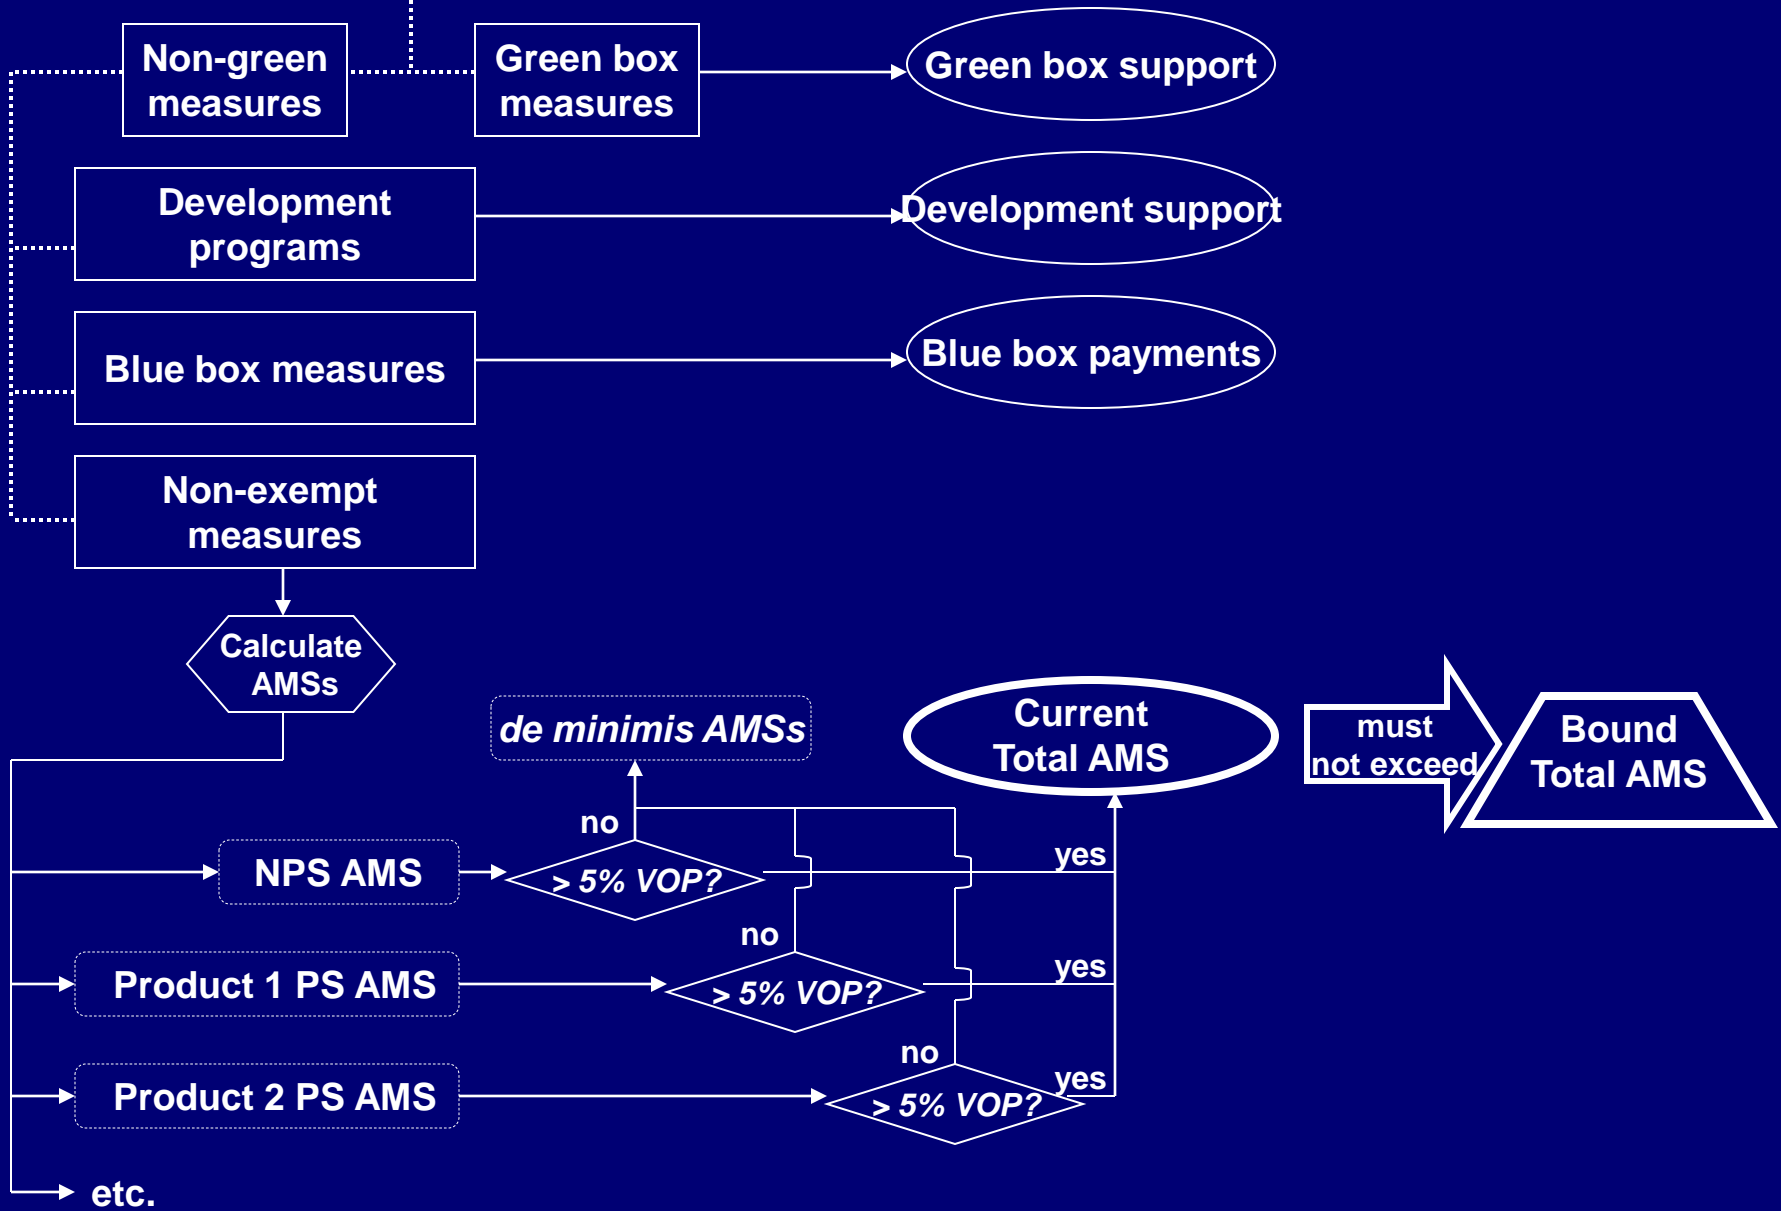 Non-green
measures
Green box
measures
Green box support
Development
programs
Development support
Blue box measures
Blue box payments
Non-exempt
measures
Calculate
AMSs
de minimis AMSs
Current
Total AMS
must
not exceed
Bound
Total AMS
no
yes
NPS AMS
> 5% VOP?
no
yes
Product 1 PS AMS
> 5% VOP?
no
yes
Product 2 PS AMS
> 5% VOP?
etc.